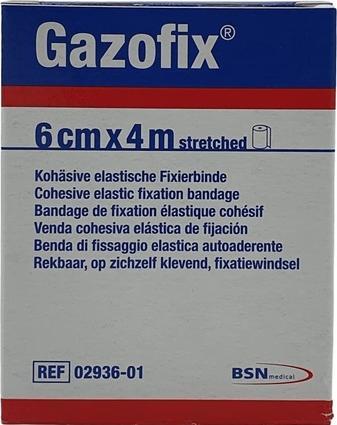 Gazofix®
6 cm x 4 m stretched
Kohäsive elastische Fixierbinde
Cohesive elastic fixation bandage
Bandage de fixation élastique cohésif
Venda cohesiva elástica de fijación
Benda di fissaggio elastica autoaderente
Rekbaar, op zichzelf klevend, fixatiewindsel
REF 02936-01
BSN medical